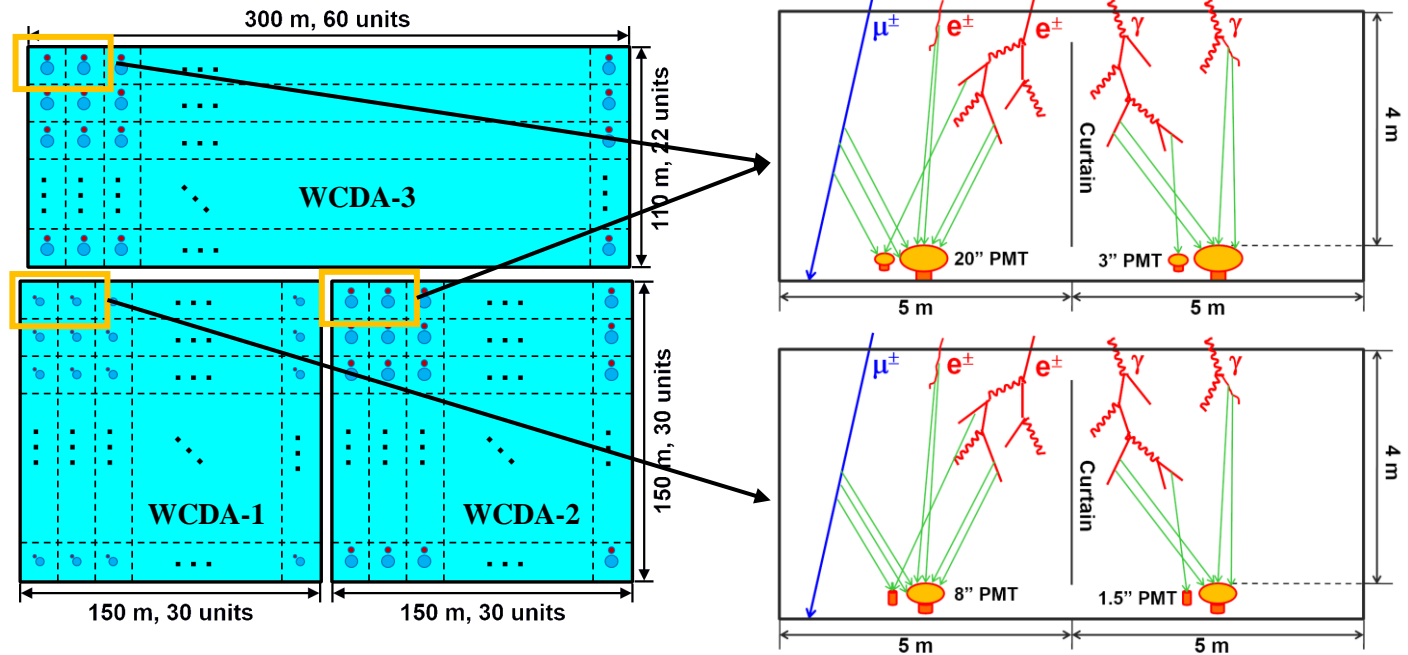 300 m, 60 units
WCDA-3
110 m, 22 units
WCDA-1
WCDA-2
150 m, 30 units
150 m, 30 units
150 m, 30 units
μ±
e±
e±
γ
γ
Curtain
4 m
20” PMT
3” PMT
5 m
5 m
μ±
e±
e±
γ
γ
Curtain
4 m
8” PMT
1.5” PMT
5 m
5 m